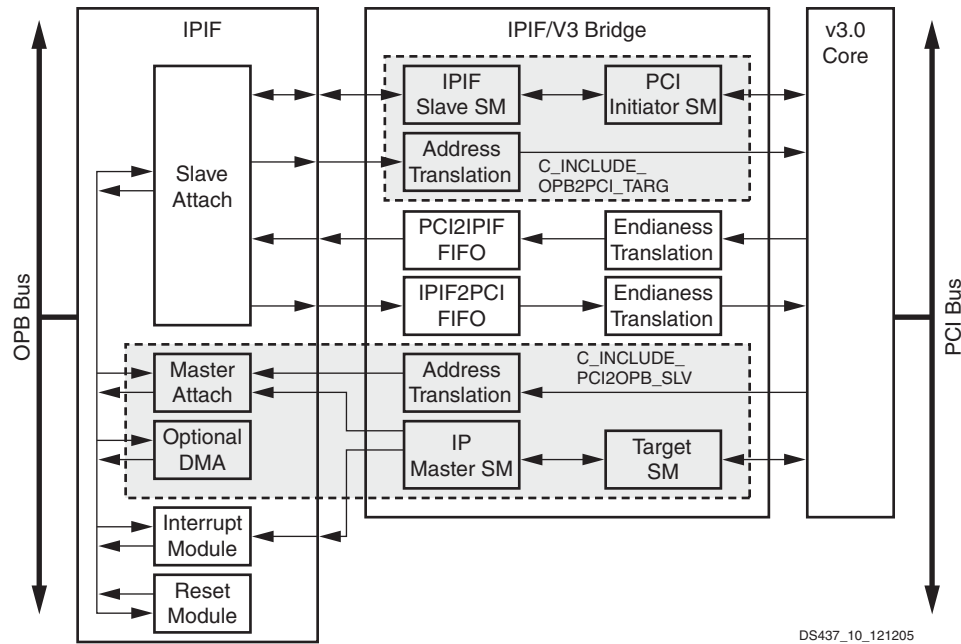 IPIF
IPIF/V3 Bridge
v3.0
Core
IPIF
Slave SM
PCI
Initiator SM
Address
Translation
C_INCLUDE_
OPB2PCI_TARG
Slave
Attach
PCI2IPIF
FIFO
Endianess
Translation
IPIF2PCI
FIFO
Endianess
Translation
OPB Bus
PCI Bus
Master
Attach
Address
Translation
C_INCLUDE_
PCI2OPB_SLV
Optional
DMA
IP
Master SM
Target
SM
Interrupt
Module
Reset
Module
DS437_10_121205